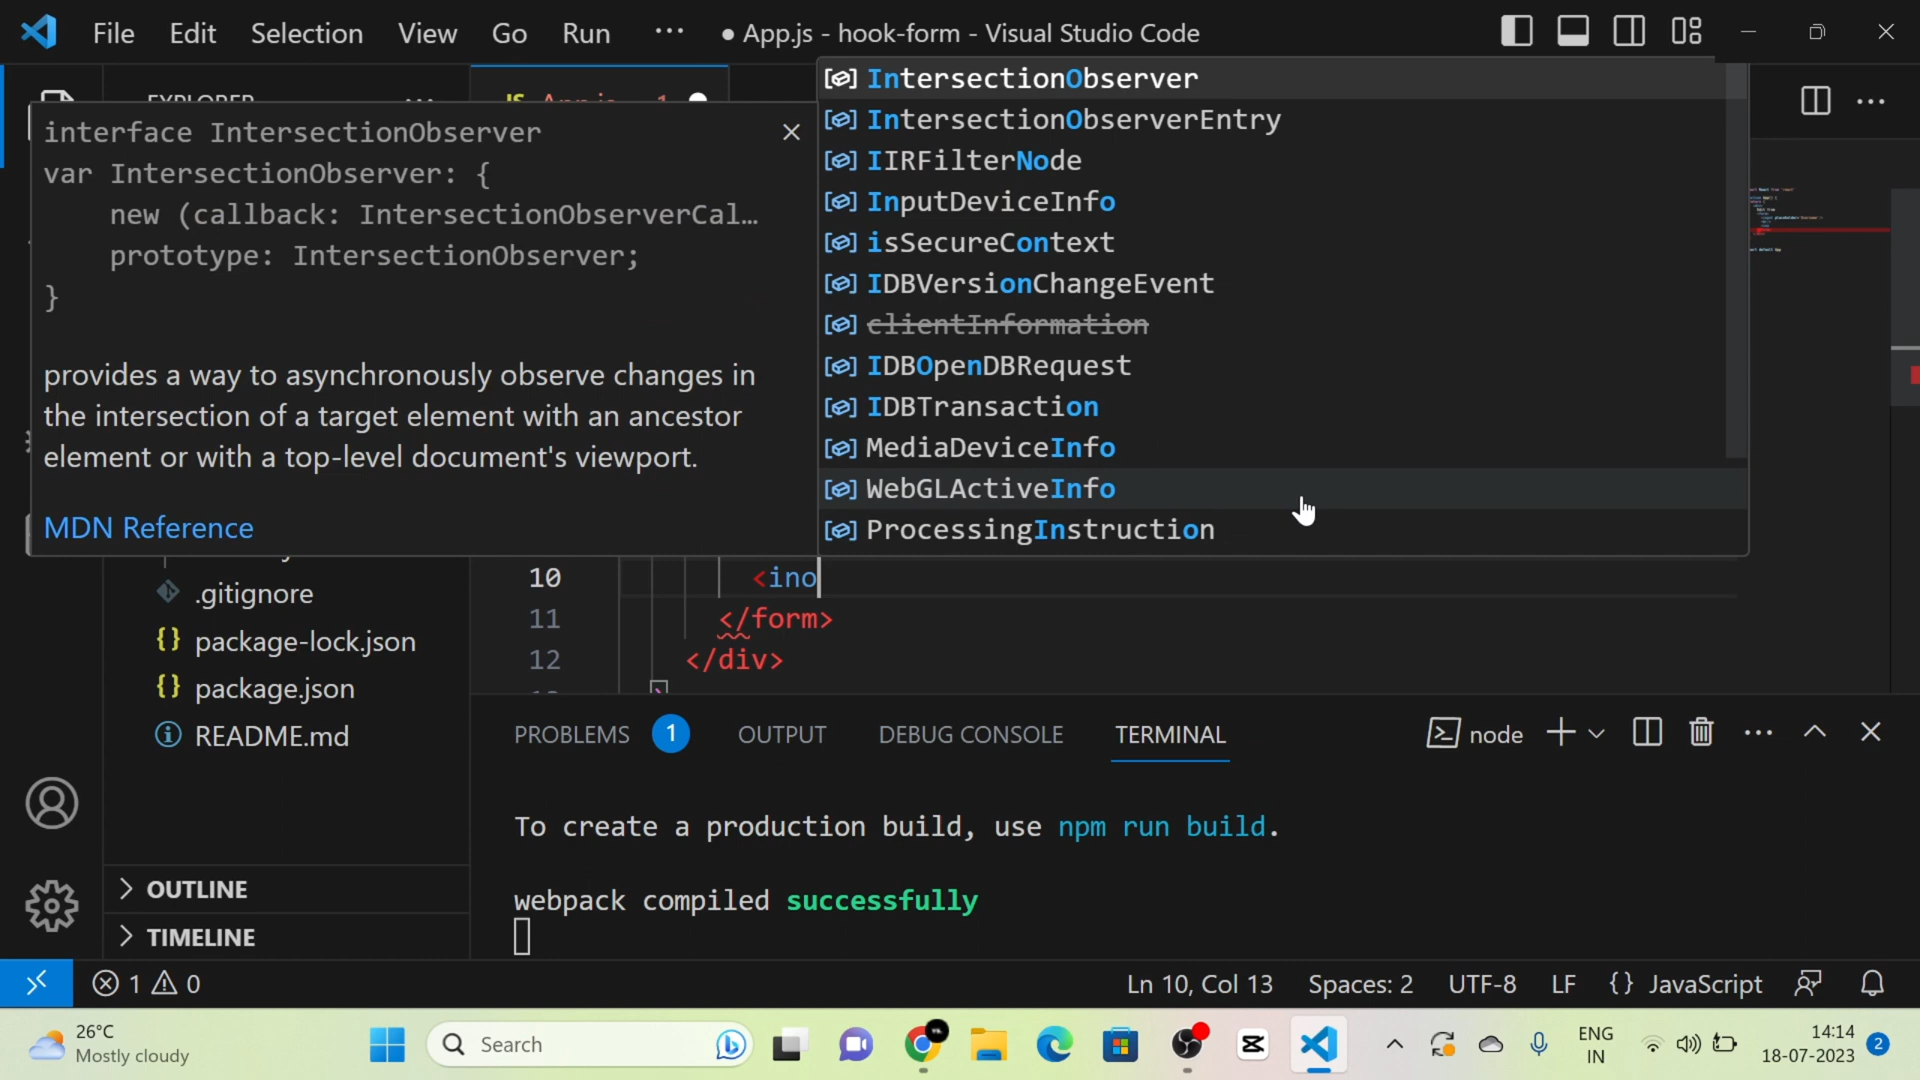 File Edit Selection View Go Run ··· ● App.js - hook-form - Visual Studio Code
EXPLORER ···
JS App.js 1
interface IntersectionObserver
var IntersectionObserver: {
new (callback: IntersectionObserverCal…
prototype: IntersectionObserver;
}
provides a way to asynchronously observe changes in
the intersection of a target element with an ancestor
element or with a top-level document's viewport.
MDN Reference
IntersectionObserver
IntersectionObserverEntry
IIRFilterNode
InputDeviceInfo
isSecureContext
IDBVersionChangeEvent
clientInformation
IDBOpenDBRequest
IDBTransaction
MediaDeviceInfo
WebGLActiveInfo
ProcessingInstruction
.gitignore
{} package-lock.json
{} package.json
README.md
OUTLINE
TIMELINE
10 <ino
11 </form>
12 </div>
PROBLEMS 1 OUTPUT DEBUG CONSOLE TERMINAL node
To create a production build, use npm run build.
webpack compiled successfully
1 0 Ln 10, Col 13 Spaces: 2 UTF-8 LF {} JavaScript
26°C
Mostly cloudy
Search
ENG
IN
14:14
18-07-2023
2